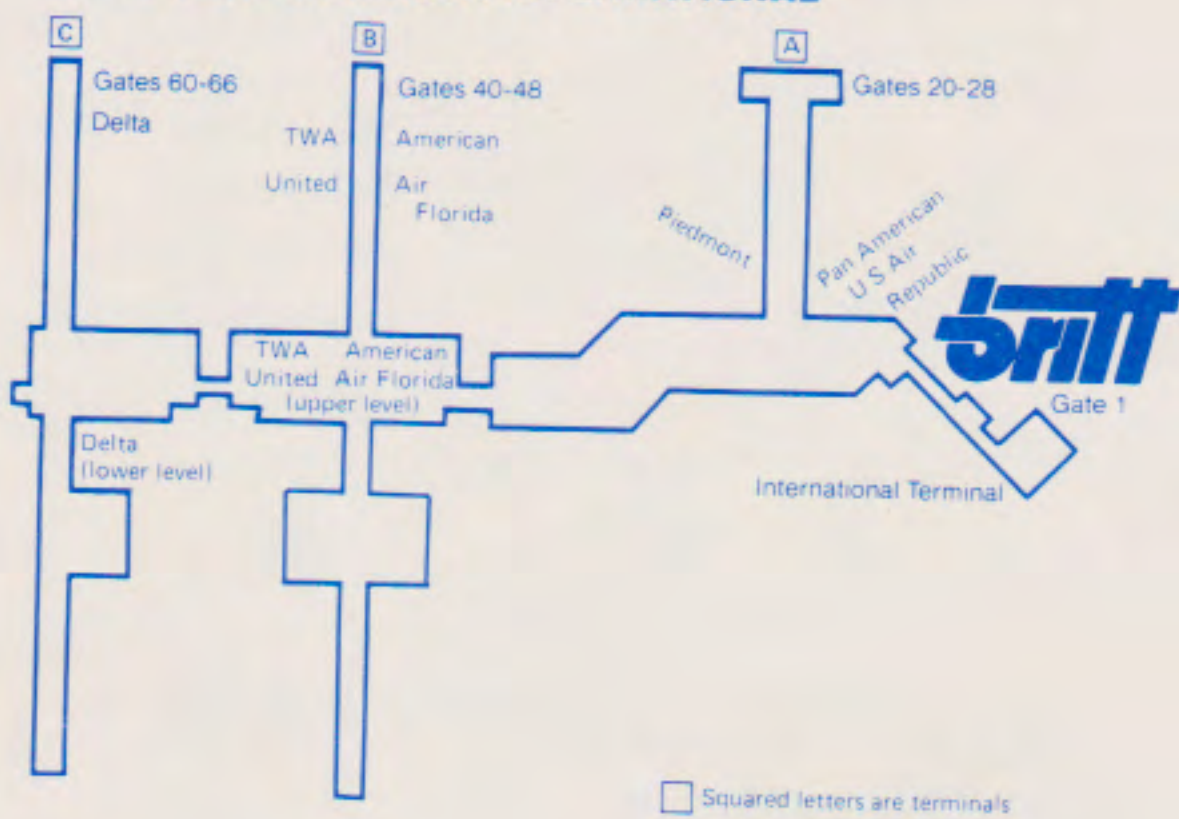 C
B
A
Gates 60-66
Delta
Gates 40-48
TWA American
United Air
Florida
Gates 20-28
Piedmont
Pan American
U S Air
Republic
britt
Gate 1
TWA American
United Air Florida
(upper level)
Delta
(lower level)
International Terminal
Squared letters are terminals